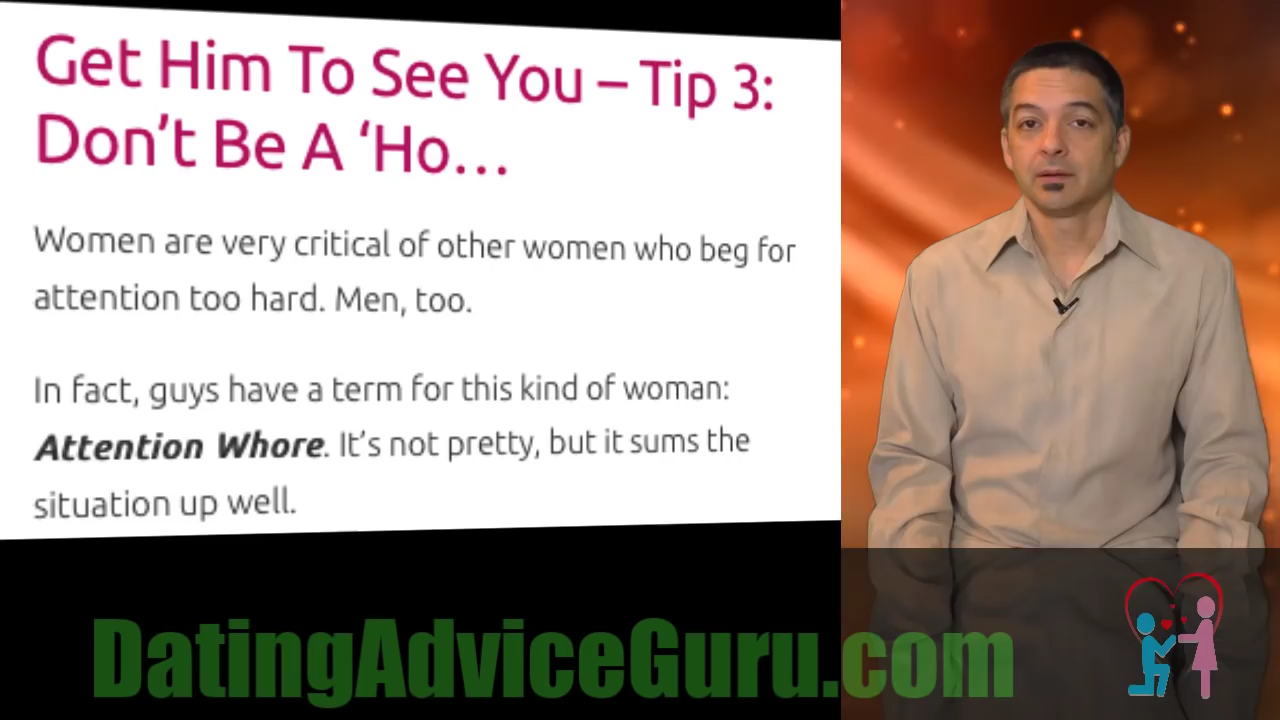 Get Him To See You – Tip 3:
Don’t Be A ‘Ho…
Women are very critical of other women who beg for
attention too hard. Men, too.
In fact, guys have a term for this kind of woman:
Attention Whore. It’s not pretty, but it sums the
situation up well.
DatingAdviceGuru.com